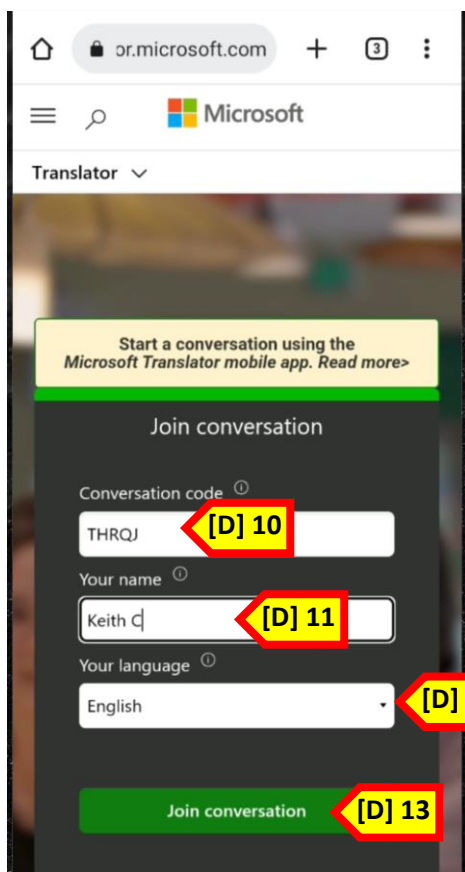 or.microsoft.com + 3
Microsoft
Translator
Start a conversation using the
Microsoft Translator mobile app. Read more>
Join conversation
Conversation code
THRQJ [D] 10
Your name
Keith C [D] 11
Your language
English [D]
Join conversation [D] 13